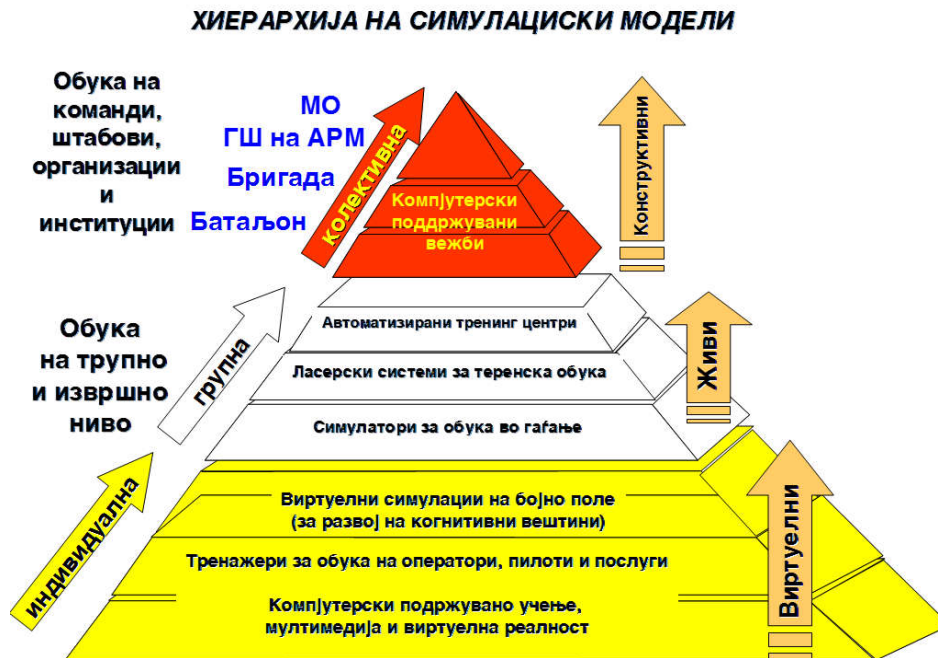 ХИЕРАРХИЈА НА СИМУЛАЦИСКИ МОДЕЛИ
Обука на
команди,
штабови,
организации
и
институции
МО
ГШ на АРМ
Бригада
Батаљон
колективна
Компјутерски
поддржувани
вежби
Конструктивни
Обука
на трупно
и извршно
ниво
групна
Автоматизирани тренинг центри
Ласерски системи за теренска обука
Симулатори за обука во гаѓање
Живи
индивидуална
Виртуелни симулации на бојно поле
(за развој на когнитивни вештини)
Тренажери за обука на оператори, пилоти и послуги
Компјутерски подржувано учење,
мултимедија и виртуелна реалност
Виртуелни